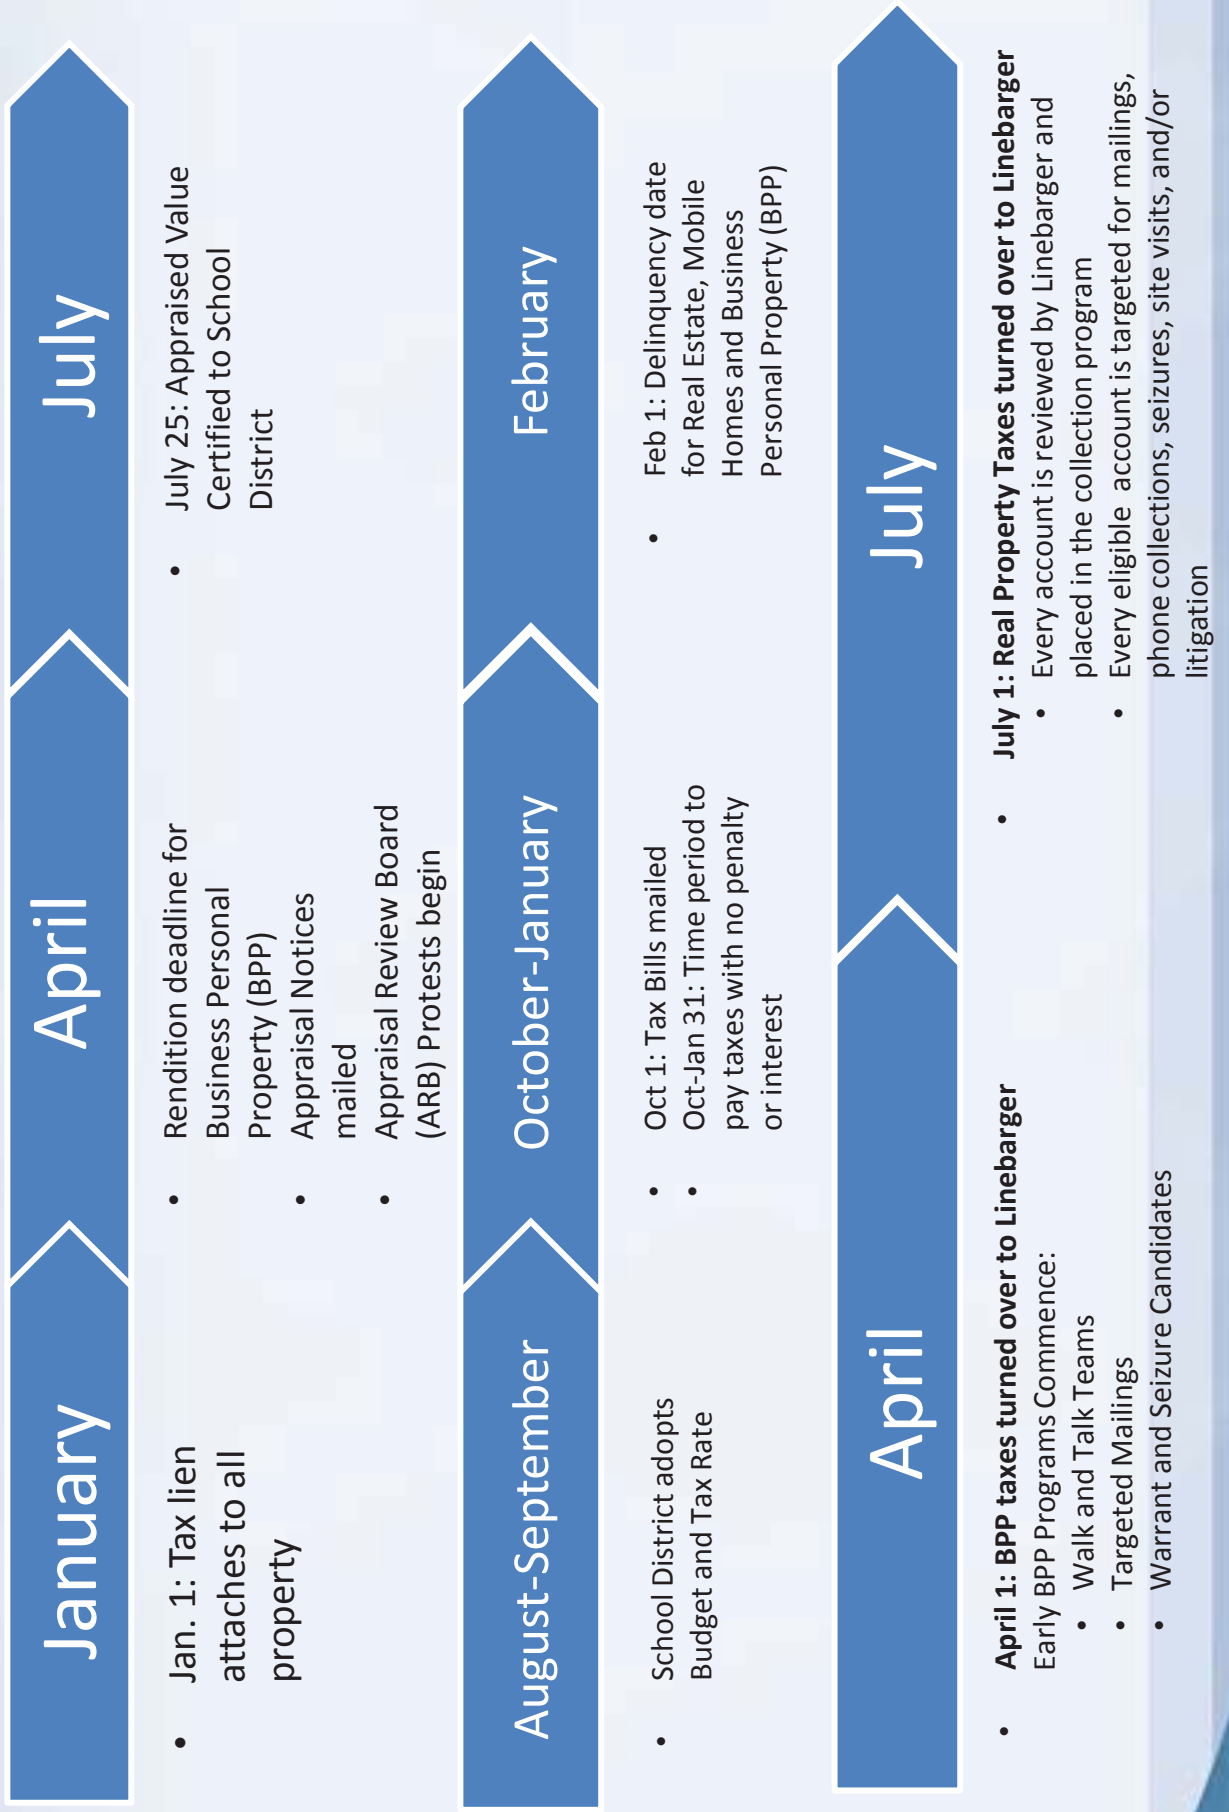 January
April
July
• Jan. 1: Tax lien
attaches to all
property
• Rendition deadline for
Business Personal
Property (BPP)
• Appraisal Notices
mailed
• Appraisal Review Board
(ARB) Protests begin
• July 25: Appraised Value
Certified to School
District
August-September
October-January
February
• School District adopts
Budget and Tax Rate
• Oct 1: Tax Bills mailed
• Oct-Jan 31: Time period to
pay taxes with no penalty
or interest
• Feb 1: Delinquency date
for Real Estate, Mobile
Homes and Business
Personal Property (BPP)
April
July
• April 1: BPP taxes turned over to Linebarger
Early BPP Programs Commence:
• Walk and Talk Teams
• Targeted Mailings
• Warrant and Seizure Candidates
• July 1: Real Property Taxes turned over to Linebarger
• Every account is reviewed by Linebarger and
placed in the collection program
• Every eligible account is targeted for mailings,
phone collections, seizures, site visits, and/or
litigation